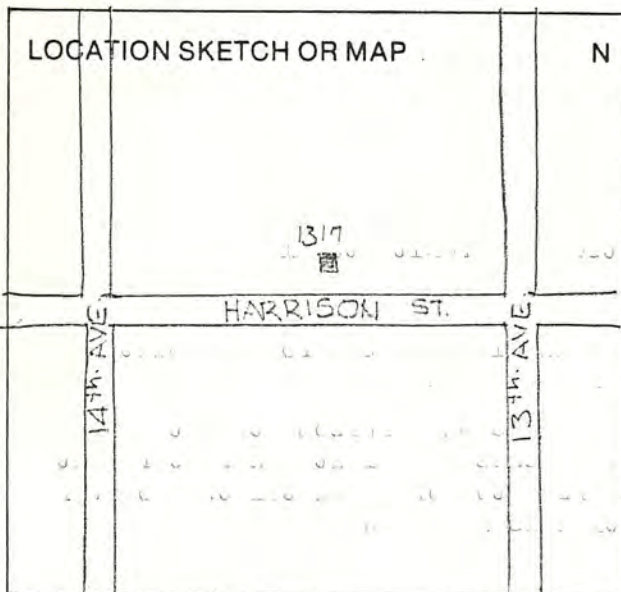 LOCATION SKETCH OR MAP N
1317
HARRISON ST.
14th. AVE.
13th. AVE.